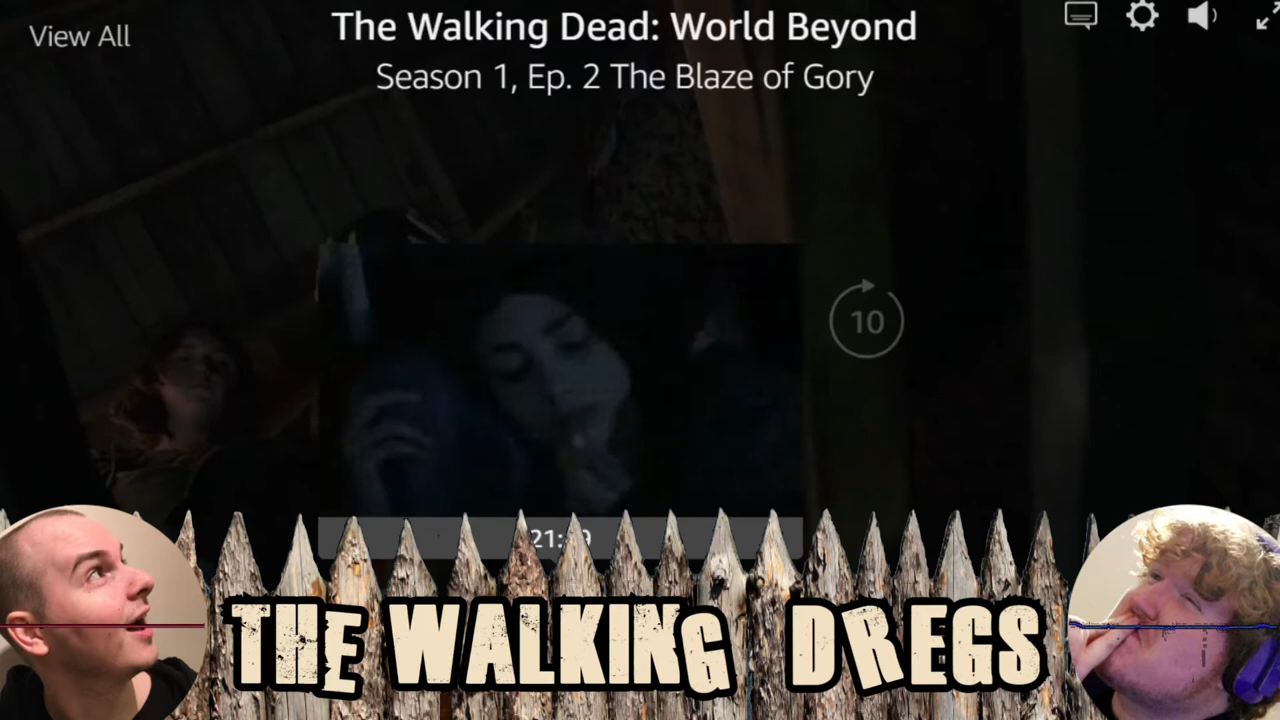 View All
The Walking Dead: World Beyond
Season 1, Ep. 2 The Blaze of Gory
10
THE WALKING DREGS